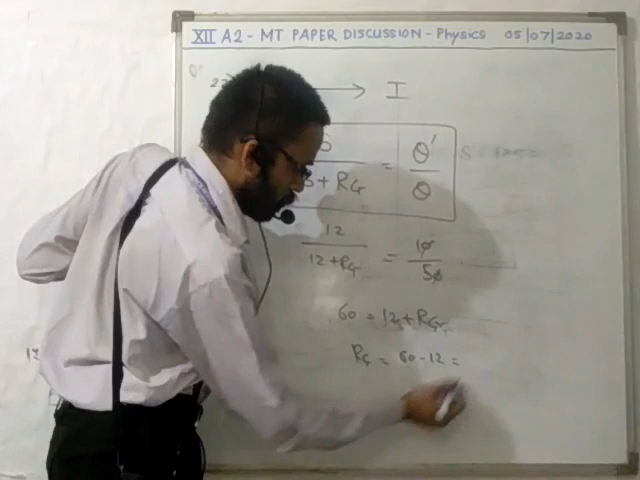 XII A2 - MT PAPER DISCUSSION - Physics 05/07/2020
→ I
S / S + RG = θ' / θ
12 / 12 + RG = 10 / 50
60 = 12 + RG
RG = 60 - 12 =